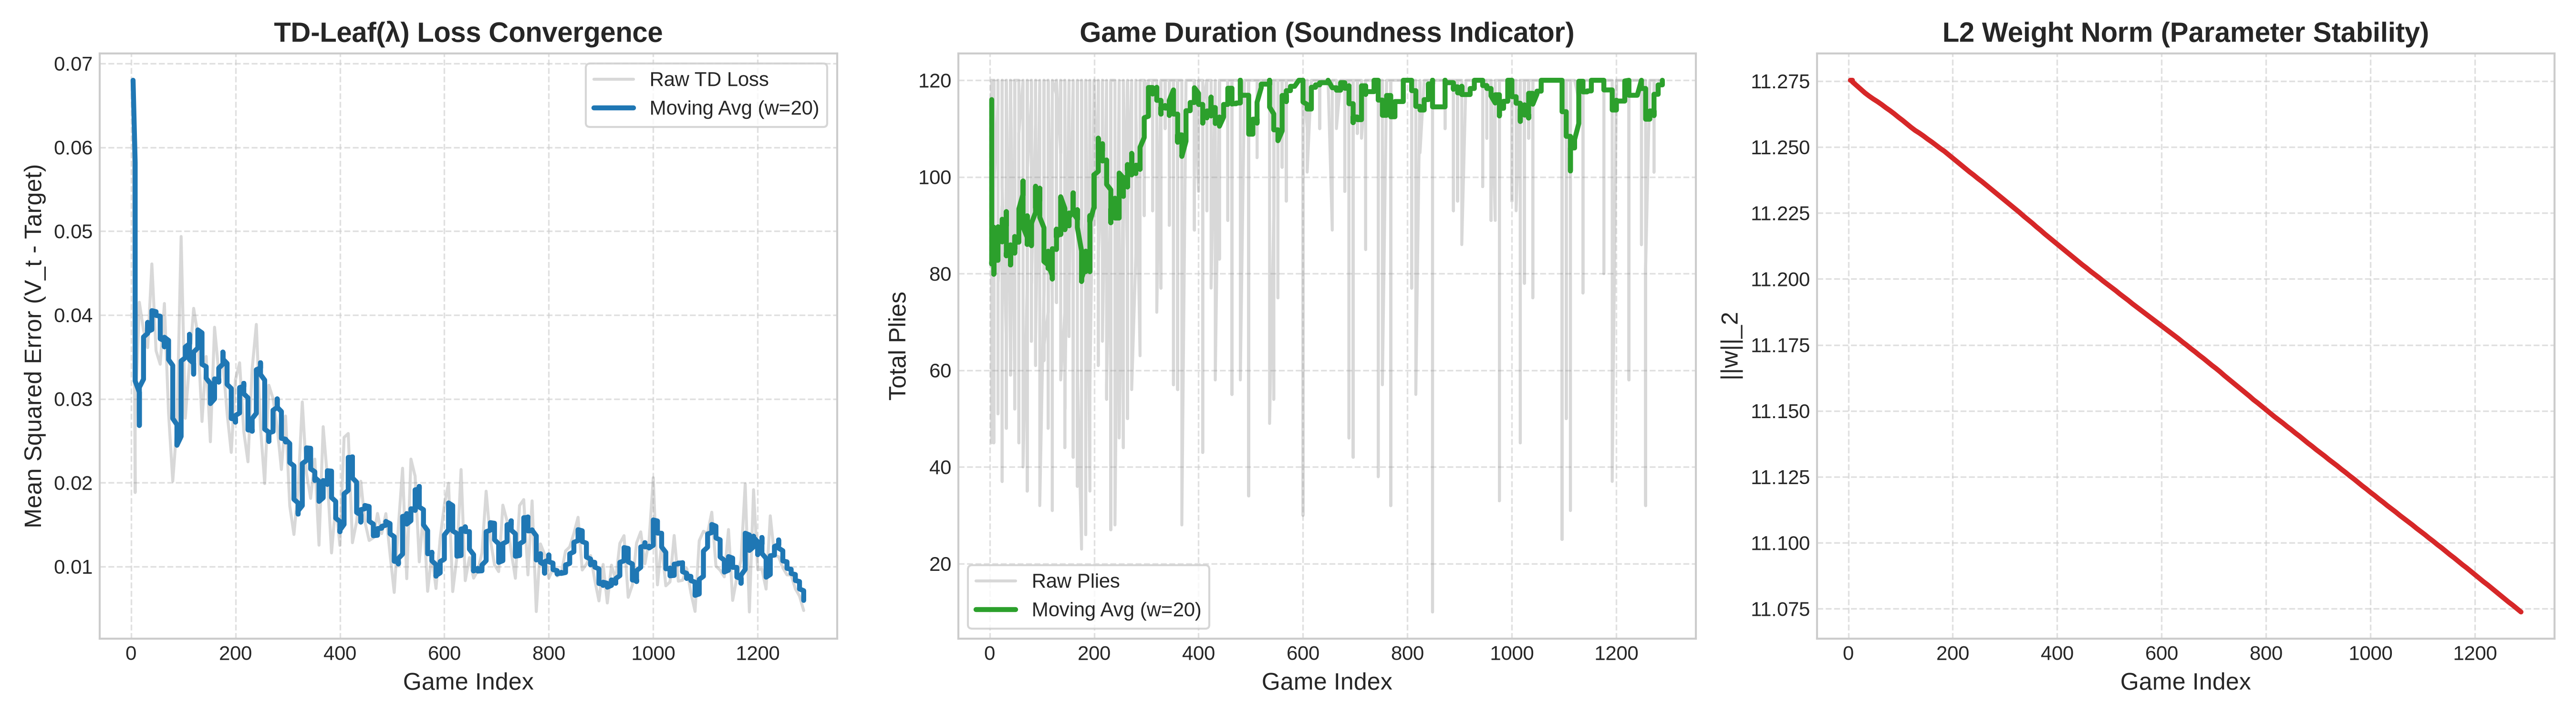 TD-Leaf(λ) Loss Convergence
Mean Squared Error (V_t - Target)
0.07
0.06
0.05
0.04
0.03
0.02
0.01
Raw TD Loss
Moving Avg (w=20)
0 200 400 600 800 1000 1200
Game Index
Game Duration (Soundness Indicator)
Total Plies
120
100
80
60
40
20
Raw Plies
Moving Avg (w=20)
0 200 400 600 800 1000 1200
Game Index
L2 Weight Norm (Parameter Stability)
||w||_2
11.275
11.250
11.225
11.200
11.175
11.150
11.125
11.100
11.075
0 200 400 600 800 1000 1200
Game Index